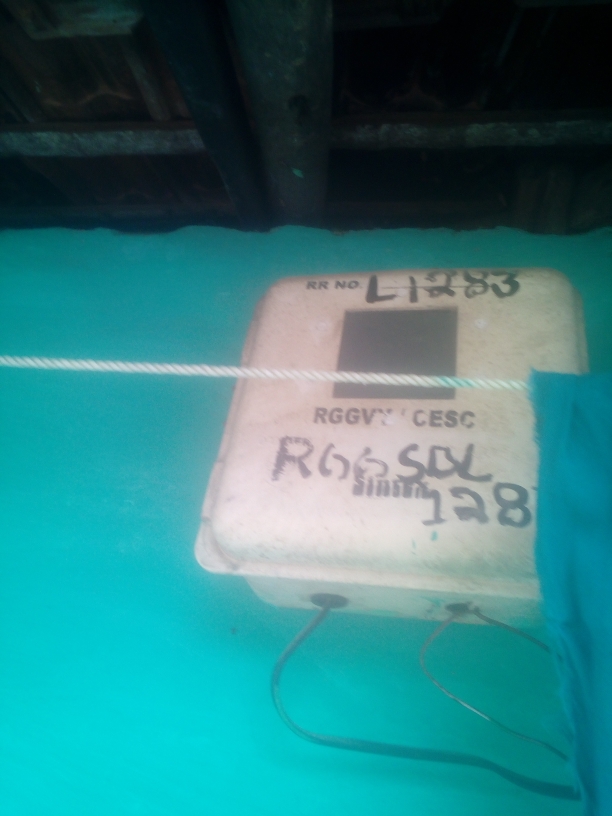 RR NO. L1283
RGGVY / CESC
RGGSDL
128